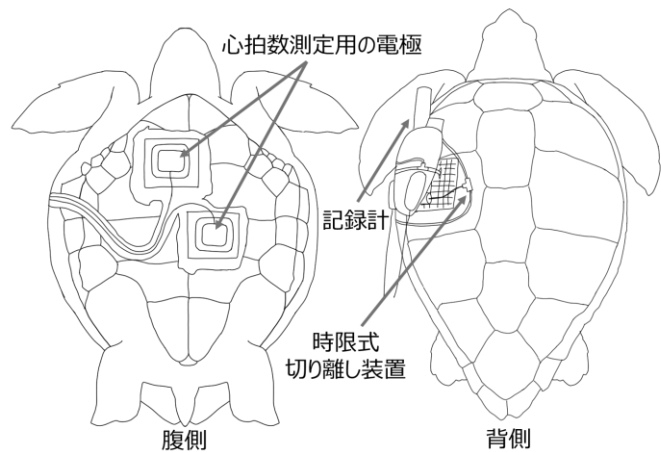 心拍数測定用の電極
記録計
時限式
切り離し装置
腹側
背側